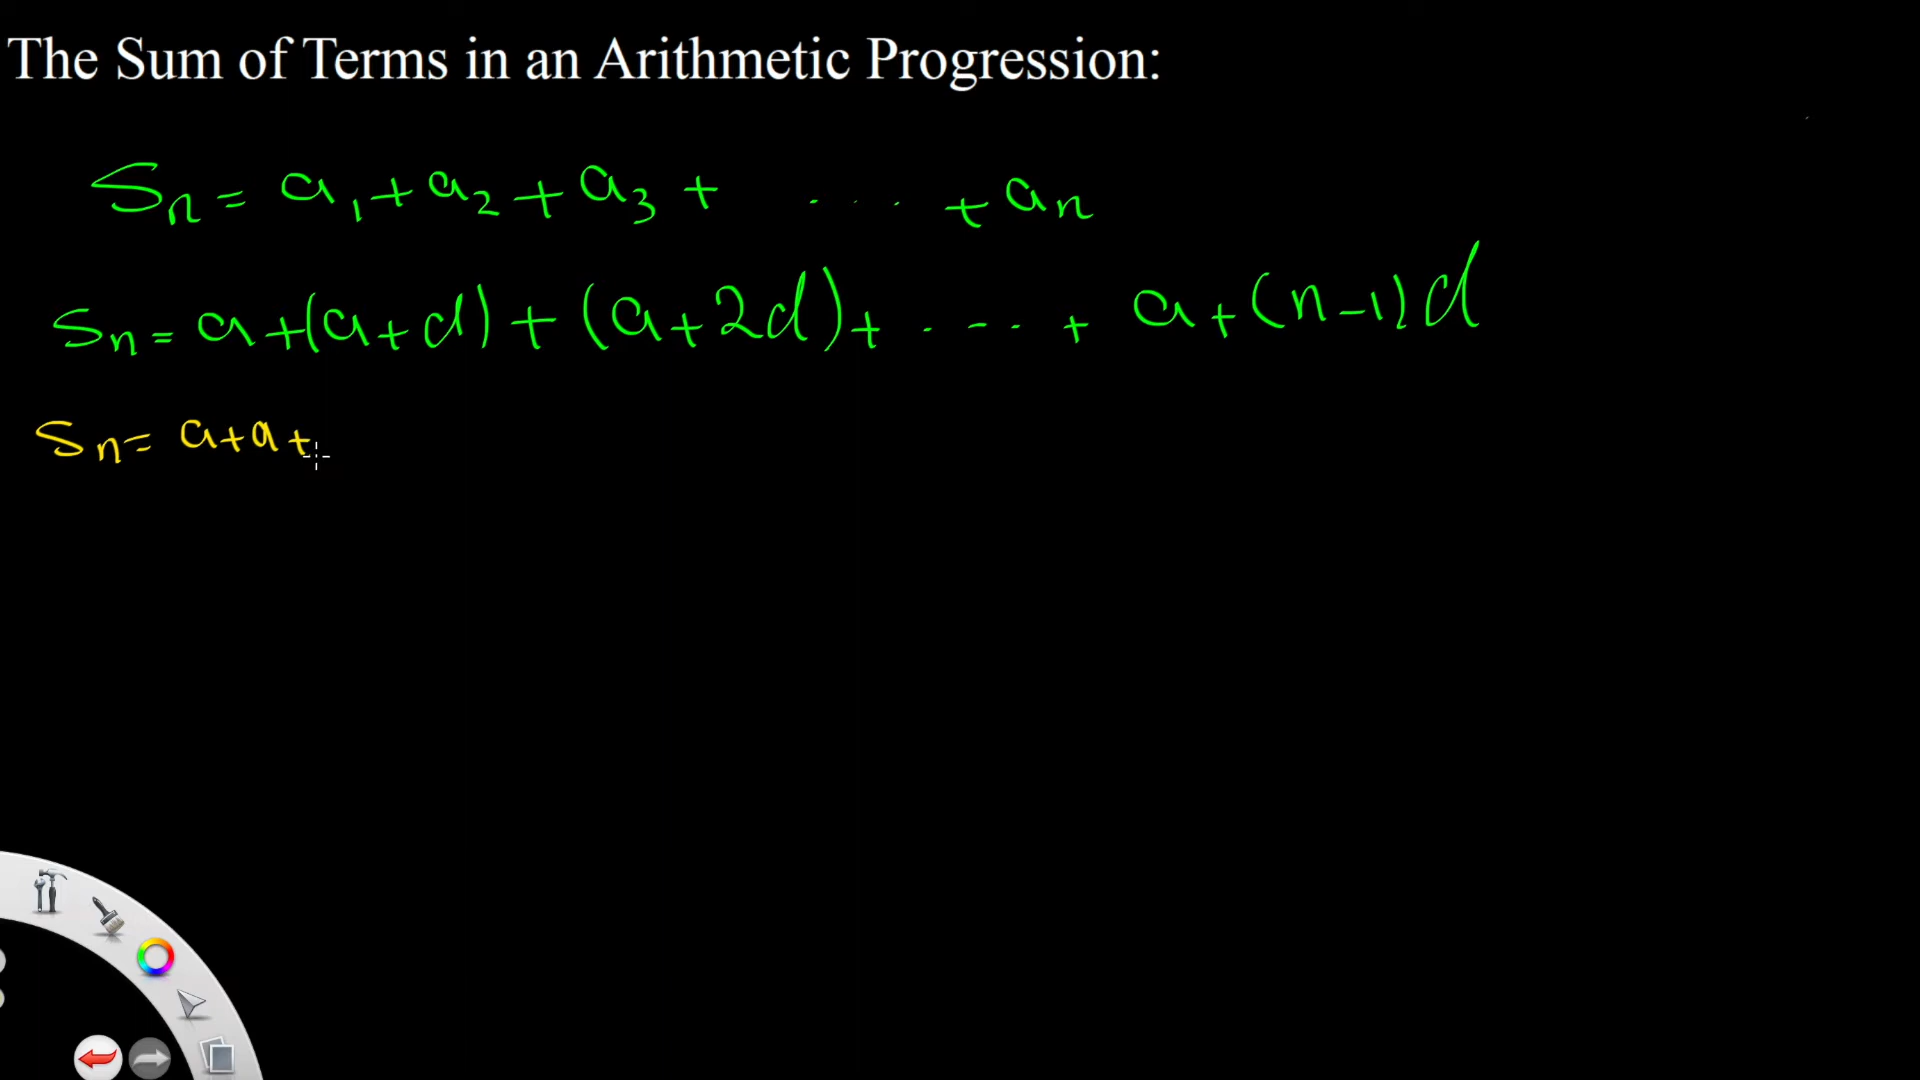 The Sum of Terms in an Arithmetic Progression:
Sn = a1 + a2 + a3 + .... + an
Sn = a + (a + d) + (a + 2d) + .... + a + (n - 1) d
Sn = a + a +